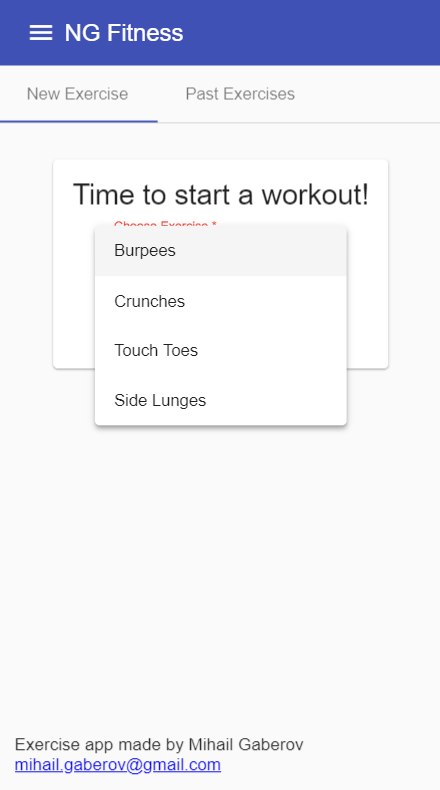 NG Fitness
New Exercise Past Exercises
Time to start a workout!
Choose Exercise *
Burpees
Crunches
Touch Toes
Side Lunges
Exercise app made by Mihail Gaberov
mihail.gaberov@gmail.com